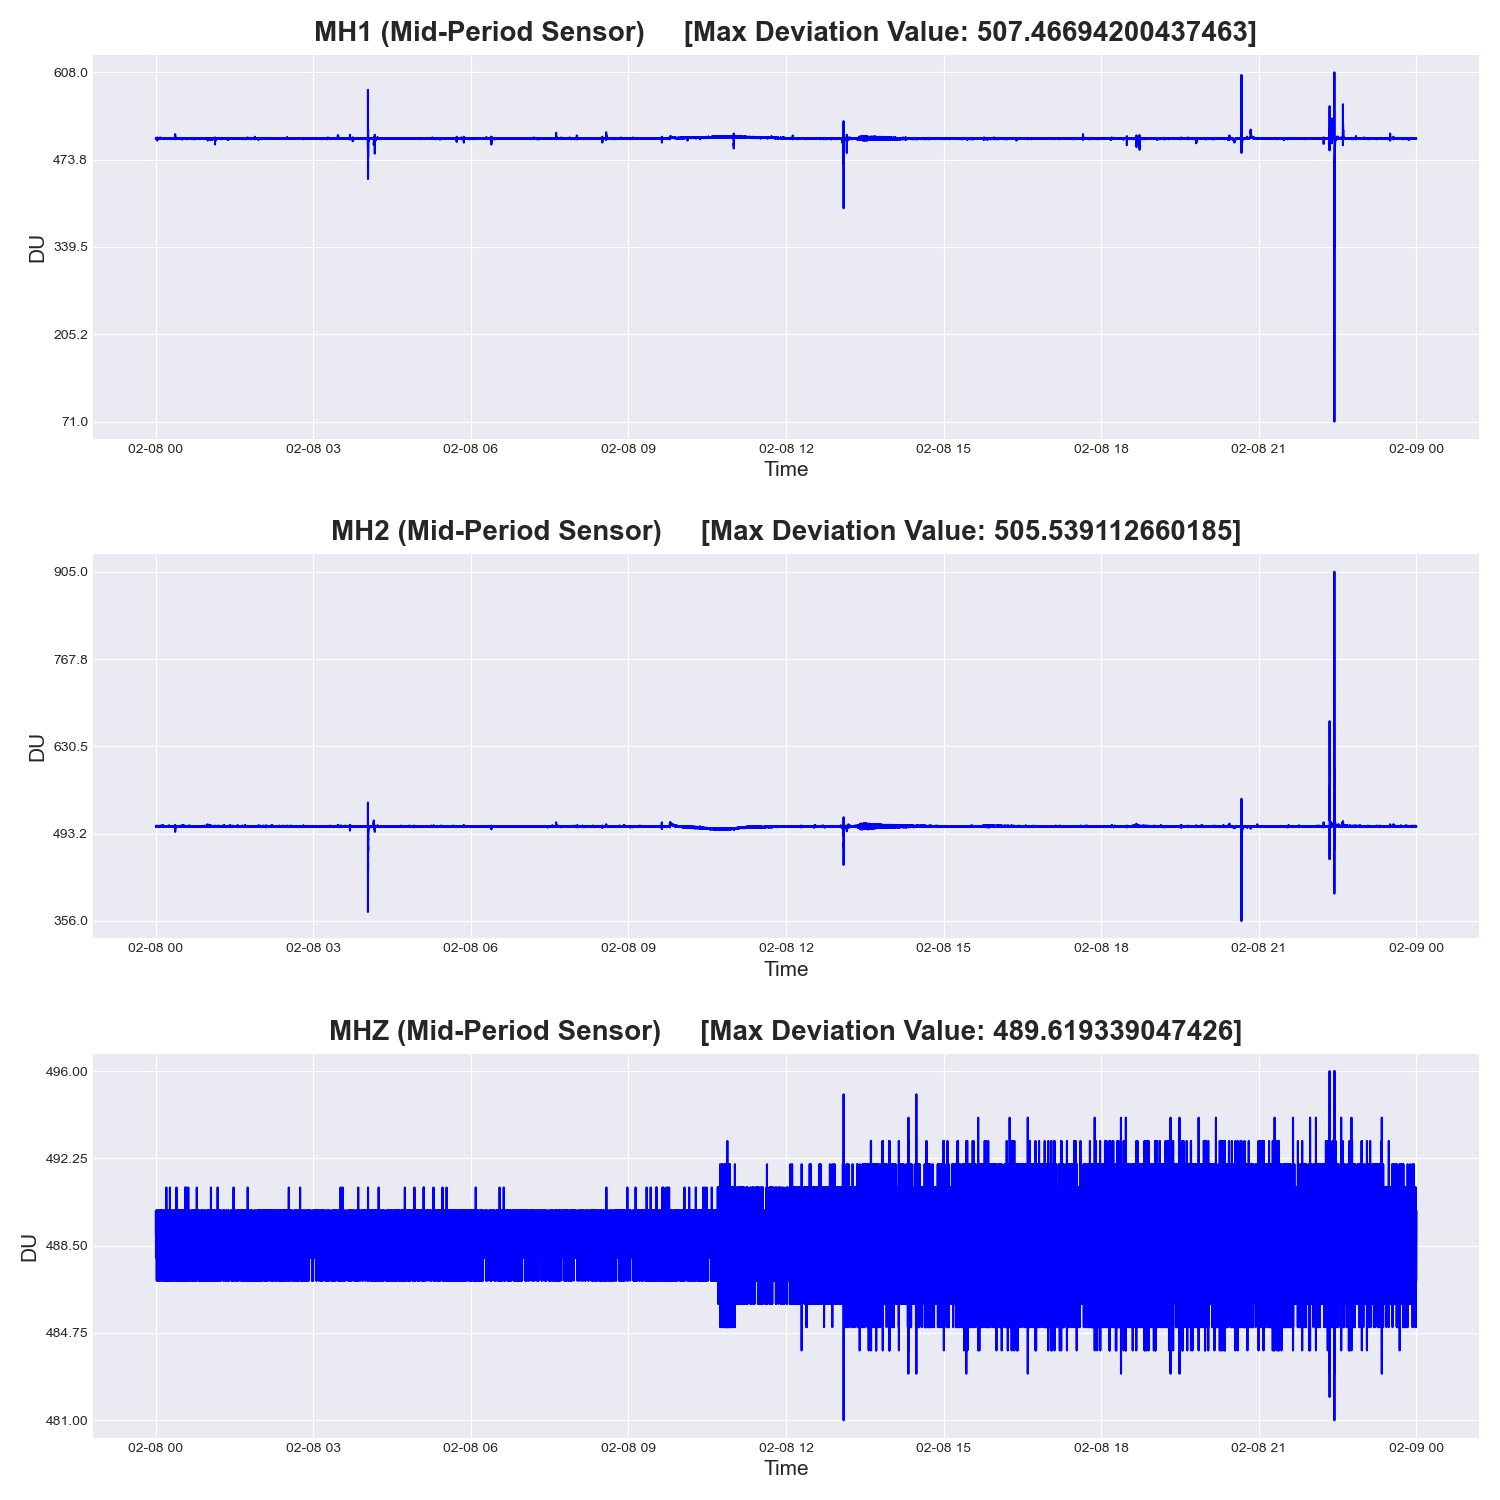 MH1 (Mid-Period Sensor) [Max Deviation Value: 507.46694200437463]
608.0
473.8
339.5
205.2
71.0
DU
02-08 00 02-08 03 02-08 06 02-08 09 02-08 12 02-08 15 02-08 18 02-08 21 02-09 00
Time
MH2 (Mid-Period Sensor) [Max Deviation Value: 505.539112660185]
905.0
767.8
630.5
493.2
356.0
DU
02-08 00 02-08 03 02-08 06 02-08 09 02-08 12 02-08 15 02-08 18 02-08 21 02-09 00
Time
MHZ (Mid-Period Sensor) [Max Deviation Value: 489.619339047426]
496.00
492.25
488.50
484.75
481.00
DU
02-08 00 02-08 03 02-08 06 02-08 09 02-08 12 02-08 15 02-08 18 02-08 21 02-09 00
Time